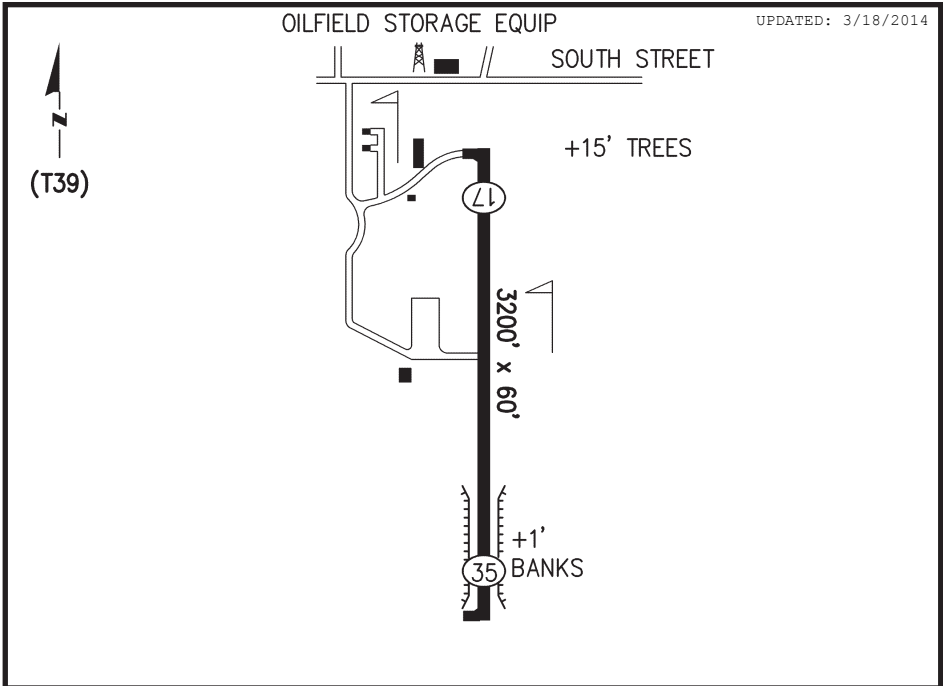 OILFIELD STORAGE EQUIP
UPDATED: 3/18/2014
SOUTH STREET
N
(T39)
+15' TREES
17
3200' x 60'
+1'
BANKS
35